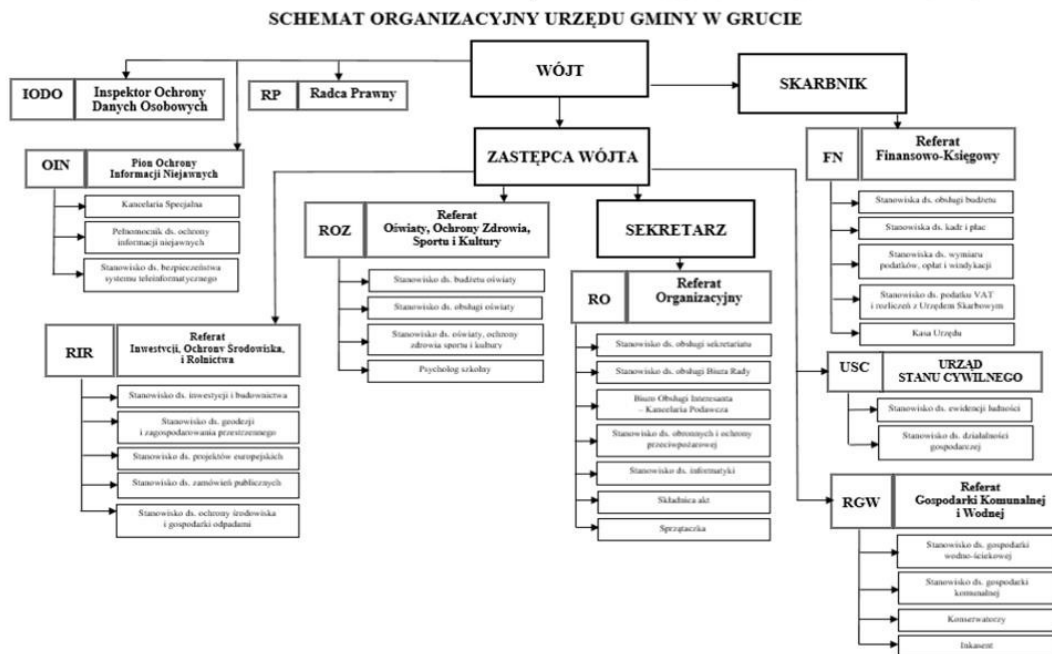 SCHEMAT ORGANIZACYJNY URZĘDU GMINY W GRUCIE
WÓJT
SKARBNIK
IODO
Inspektor Ochrony
Danych Osobowych
RP
Radca Prawny
OIN
Pion Ochrony
Informacji Niejawnych
Kancelaria Specjalna
Pełnomocnik ds. ochrony
informacji niejawnych
Stanowisko ds. bezpieczeństwa
systemu teleinformatycznego
ZASTĘPCA WÓJTA
FN
Referat
Finansowo-Księgowy
Stanowiska ds. obsługi budżetu
Stanowiska ds. kadr i płac
Stanowiska ds. wymiaru
podatków, opłat i windykacji
Stanowisko ds. podatku VAT
i rozliczeń z Urzędem Skarbowym
Kasa Urzędu
ROZ
Referat
Oświaty, Ochrony Zdrowia,
Sportu i Kultury
Stanowisko ds. budżetu oświaty
Stanowisko ds. obsługi oświaty
Stanowisko ds. oświaty, ochrony
zdrowia sportu i kultury
Psycholog szkolny
SEKRETARZ
RO
Referat
Organizacyjny
Stanowisko ds. obsługi sekretariatu
Stanowisko ds. obsługi Biura Rady
Biuro Obsługi Interesanta
– Kancelaria Podawcza
Stanowisko ds. obronnych i ochrony
przeciwpożarowej
Stanowisko ds. informatyki
Składnica akt
Sprzątaczka
RIR
Referat
Inwestycji, Ochrony Środowiska,
i Rolnictwa
Stanowisko ds. inwestycji i budownictwa
Stanowisko ds. geodezji
i zagospodarowania przestrzennego
Stanowisko ds. projektów europejskich
Stanowisko ds. zamówień publicznych
Stanowisko ds. ochrony środowiska
i gospodarki odpadami
USC
URZĄD
STANU CYWILNEGO
Stanowisko ds. ewidencji ludności
Stanowisko ds. działalności
gospodarczej
RGW
Referat
Gospodarki Komunalnej
i Wodnej
Stanowisko ds. gospodarki
wodno-ściekowej
Stanowisko ds. gospodarki
komunalnej
Konserwatorzy
Inkasent